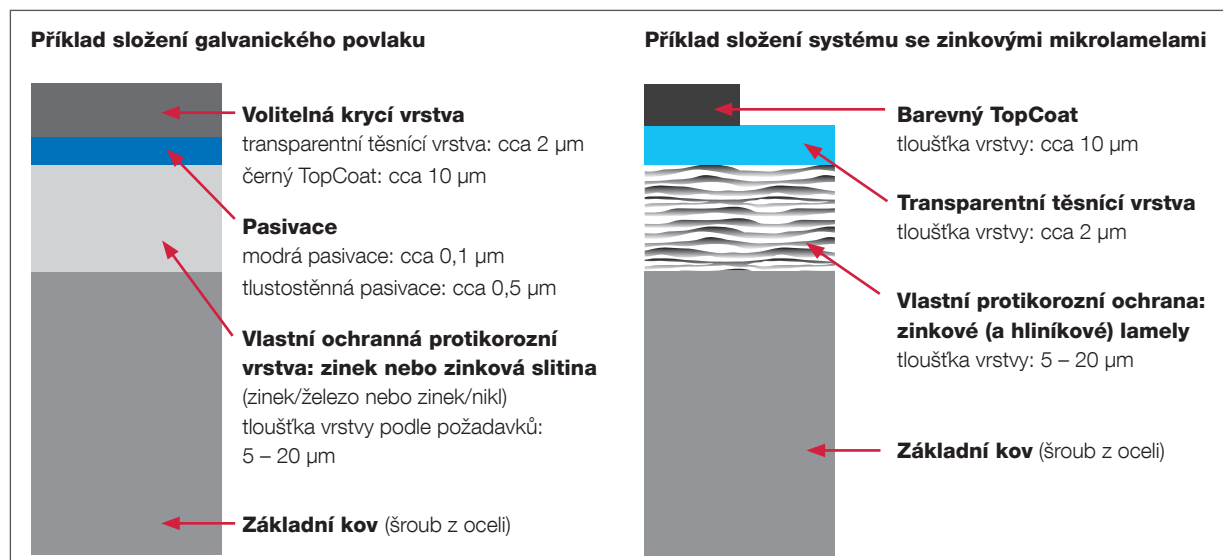 Příklad složení galvanického povlaku
Volitelná krycí vrstva
transparentní těsnící vrstva: cca 2 µm
černý TopCoat: cca 10 µm
Pasivace
modrá pasivace: cca 0,1 µm
tlustostěnná pasivace: cca 0,5 µm
Vlastní ochranná protikorozní
vrstva: zinek nebo zinková slitina
(zinek/železo nebo zinek/nikl)
tloušťka vrstvy podle požadavků:
5 – 20 µm
Základní kov (šroub z oceli)
Příklad složení systému se zinkovými mikrolamelami
Barevný TopCoat
tloušťka vrstvy: cca 10 µm
Transparentní těsnící vrstva
tloušťka vrstvy: cca 2 µm
Vlastní protikorozní ochrana:
zinkové (a hliníkové) lamely
tloušťka vrstvy: 5 – 20 µm
Základní kov (šroub z oceli)